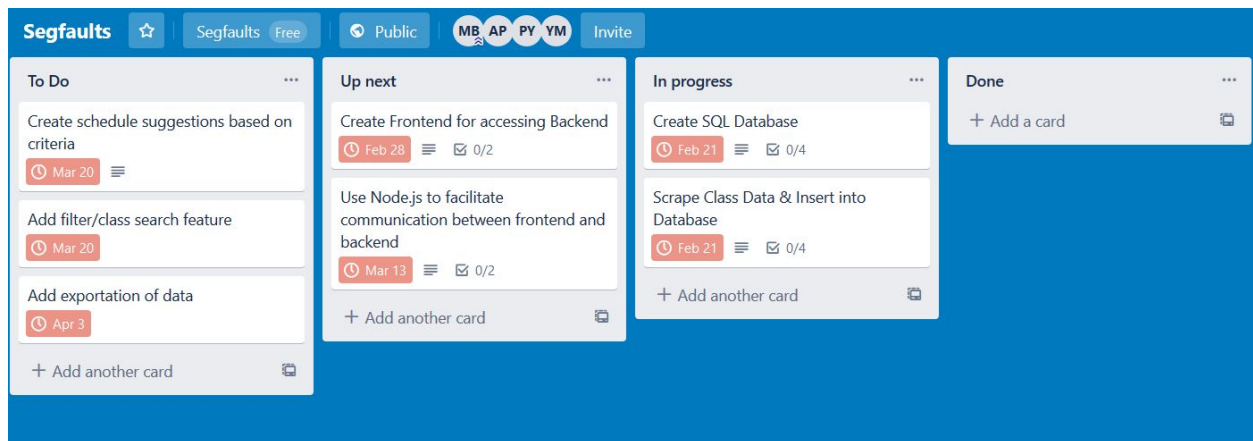 Segfaults Segfaults Free Public MB AP PY YM Invite
To Do
Create schedule suggestions based on
criteria
Mar 20
Add filter/class search feature
Mar 20
Add exportation of data
Apr 3
+ Add another card
Up next
Create Frontend for accessing Backend
Feb 28 0/2
Use Node.js to facilitate
communication between frontend and
backend
Mar 13 0/2
+ Add another card
In progress
Create SQL Database
Feb 21 0/4
Scrape Class Data & Insert into
Database
Feb 21 0/4
+ Add another card
Done
+ Add a card